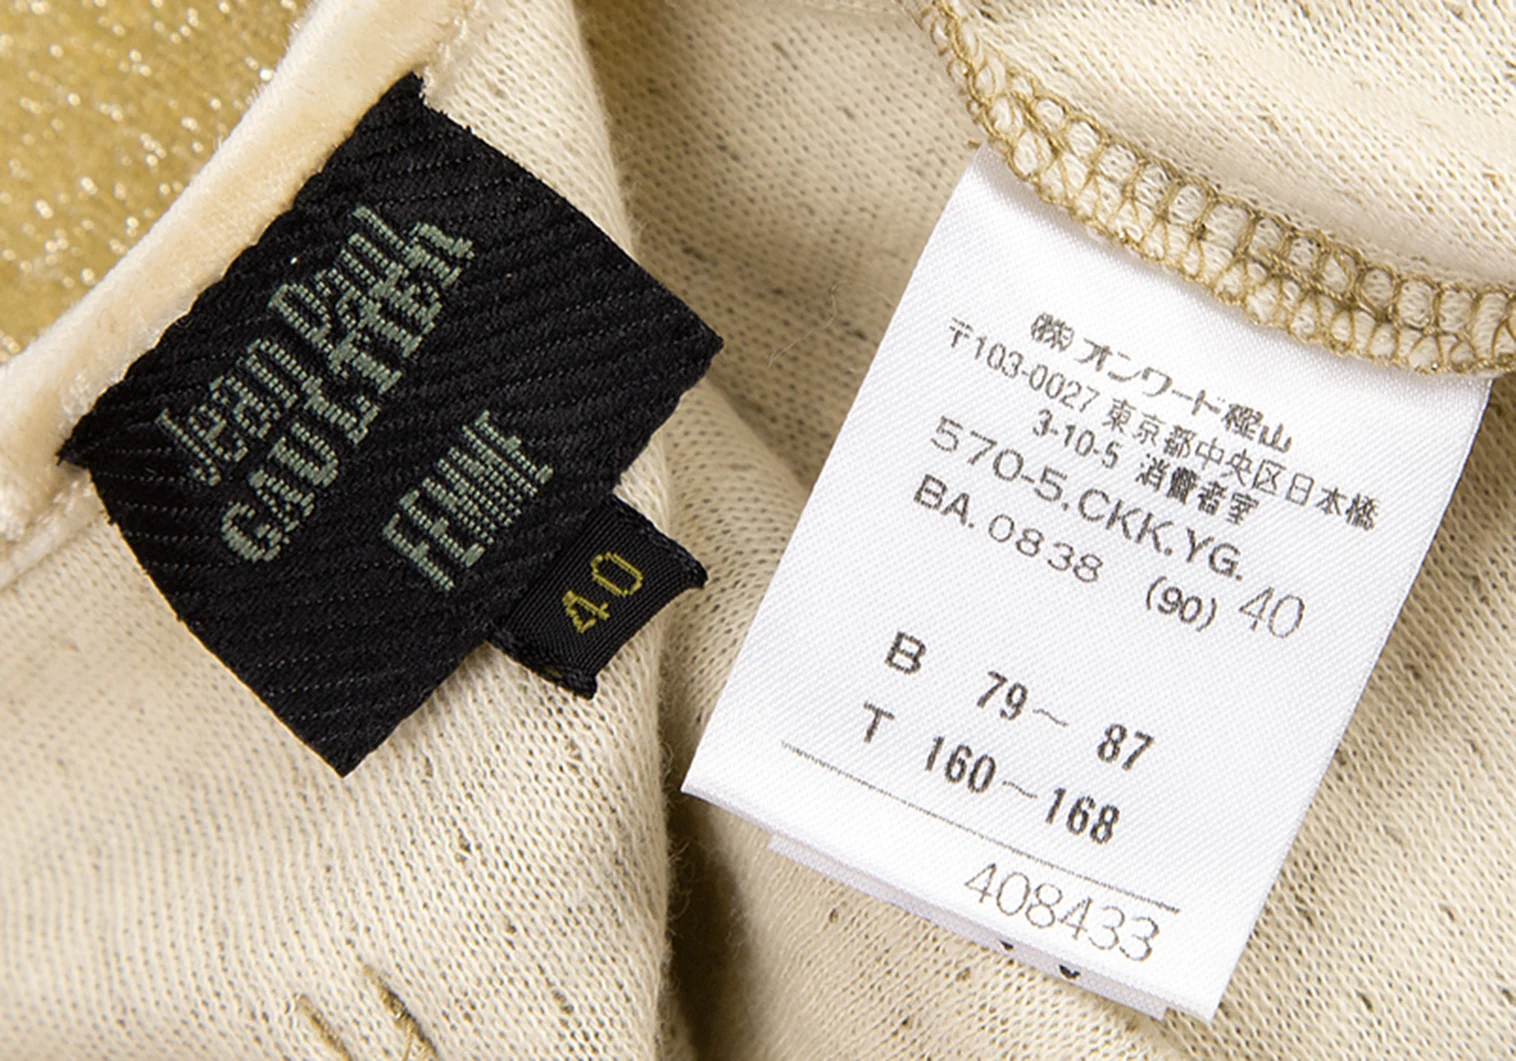 Jean Paul
GAULTIER
FEMME
40
㈱オンワード樫山
〒103-0027 東京都中央区日本橋
3-10-5 消費者室
570-5.CKK.YG.
BA.0838 (90) 40
B 79~87
T 160~168
408433